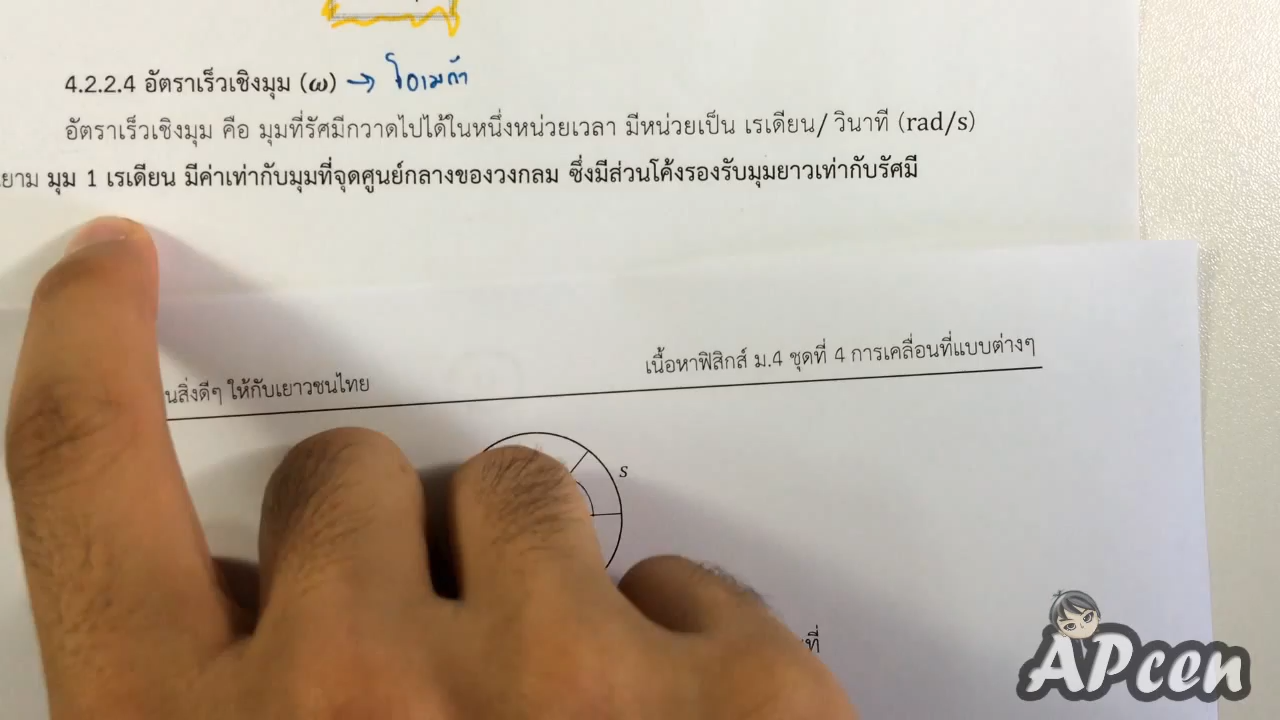 4.2.2.4 อัตราเร็วเชิงมุม (ω) → โอเมก้า
อัตราเร็วเชิงมุม คือ มุมที่รัศมีกวาดไปได้ในหนึ่งหน่วยเวลา มีหน่วยเป็น เรเดียน/ วินาที (rad/s)
ยาม มุม 1 เรเดียน มีค่าเท่ากับมุมที่จุดศูนย์กลางของวงกลม ซึ่งมีส่วนโค้งรองรับมุมยาวเท่ากับรัศมี
เนื้อหาฟิสิกส์ ม.4 ชุดที่ 4 การเคลื่อนที่แบบต่างๆ
นสิ่งดีๆ ให้กับเยาวชนไทย
s
ที่
APcen